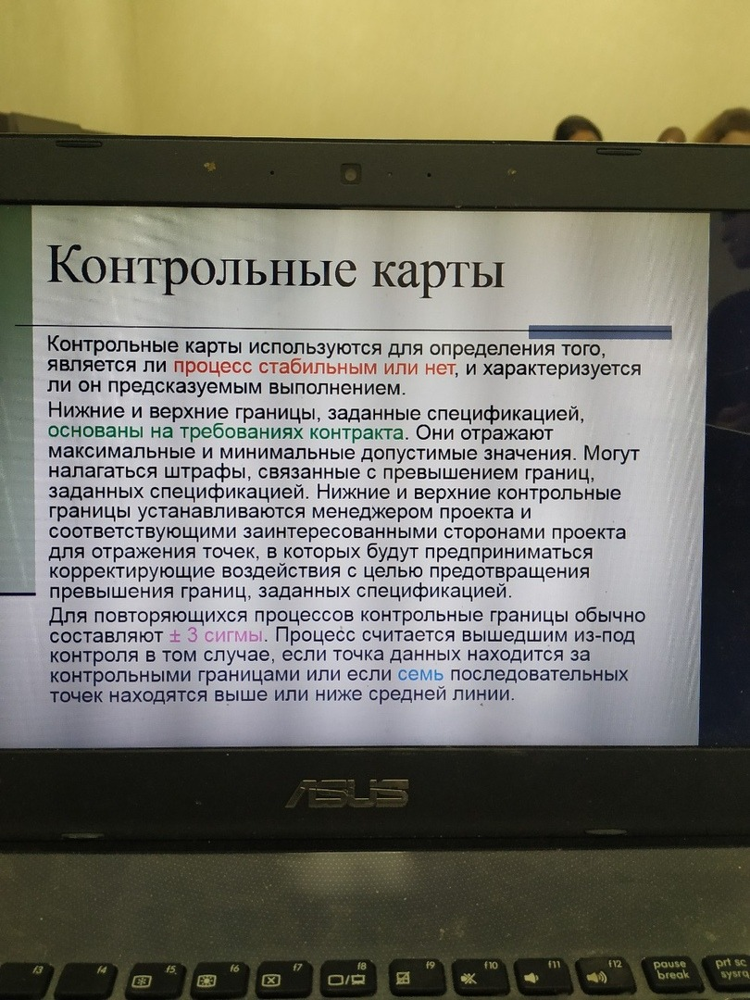 Контрольные карты
Контрольные карты используются для определения того,
является ли процесс стабильным или нет, и характеризуется
ли он предсказуемым выполнением.
Нижние и верхние границы, заданные спецификацией,
основаны на требованиях контракта. Они отражают
максимальные и минимальные допустимые значения. Могут
налагаться штрафы, связанные с превышением границ,
заданных спецификацией. Нижние и верхние контрольные
границы устанавливаются менеджером проекта и
соответствующими заинтересованными сторонами проекта
для отражения точек, в которых будут предприниматься
корректирующие воздействия с целью предотвращения
превышения границ, заданных спецификацией.
Для повторяющихся процессов контрольные границы обычно
составляют ± 3 сигмы. Процесс считается вышедшим из-под
контроля в том случае, если точка данных находится за
контрольными границами или если семь последовательных
точек находятся выше или ниже средней линии.
ASUS
f3 f4 f5 f6 f7 f8 f9 f10 f11 f12 pause break prt sc sysrq